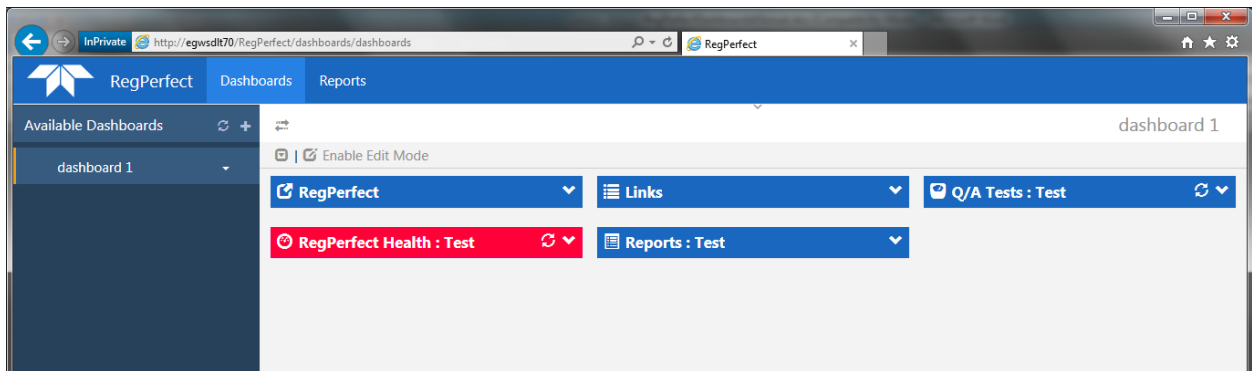 InPrivate http://egwsdlt70/RegPerfect/dashboards/dashboards RegPerfect
RegPerfect Dashboards Reports
Available Dashboards dashboard 1
dashboard 1
Enable Edit Mode
RegPerfect Links Q/A Tests : Test
RegPerfect Health : Test Reports : Test